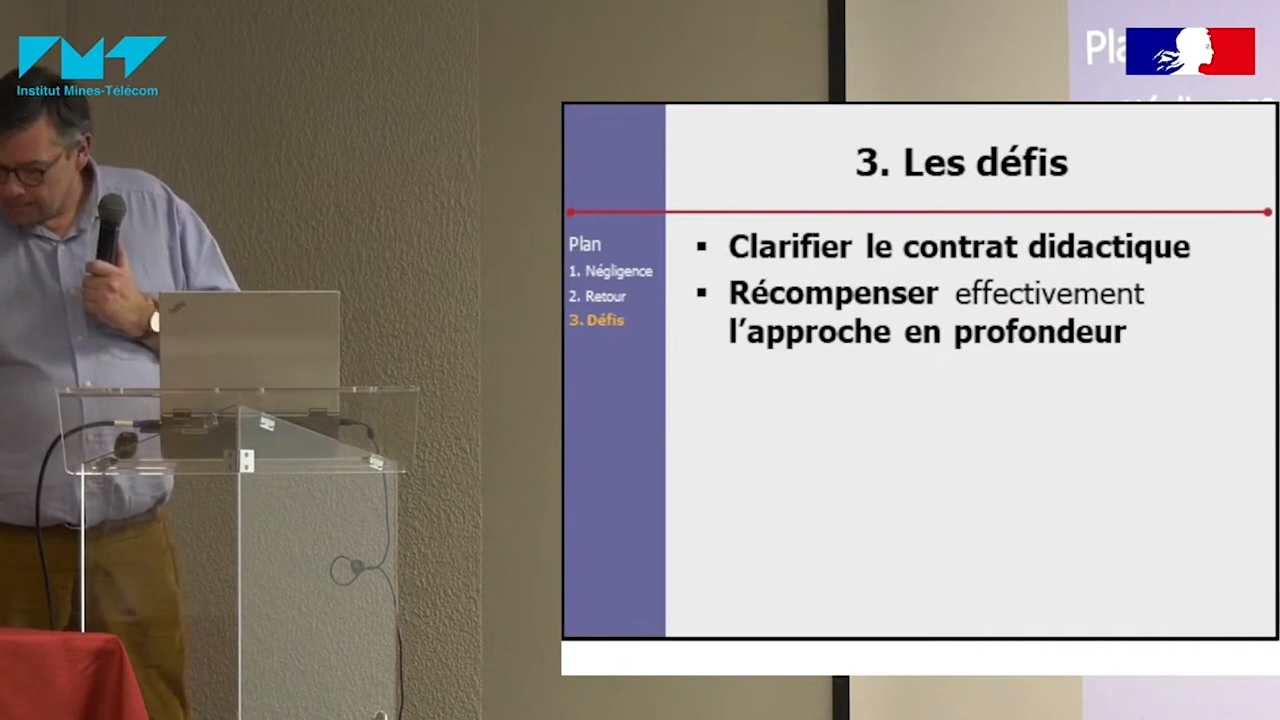 Institut Mines-Télécom
Pla
3. Les défis
Plan
1. Négligence
2. Retour
3. Défis
▪ Clarifier le contrat didactique
▪ Récompenser effectivement
l’approche en profondeur